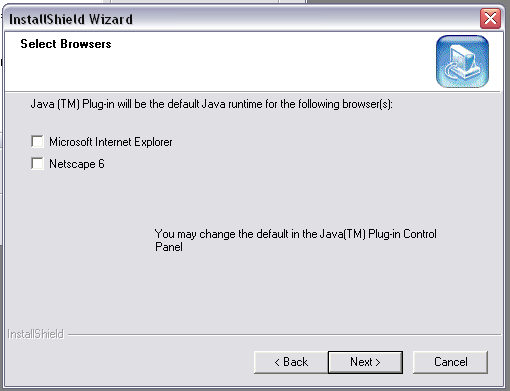 InstallShield Wizard
Select Browsers
Java (TM) Plug-in will be the default Java runtime for the following browser(s):
Microsoft Internet Explorer
Netscape 6
You may change the default in the Java(TM) Plug-in Control
Panel
InstallShield
< Back
Next >
Cancel